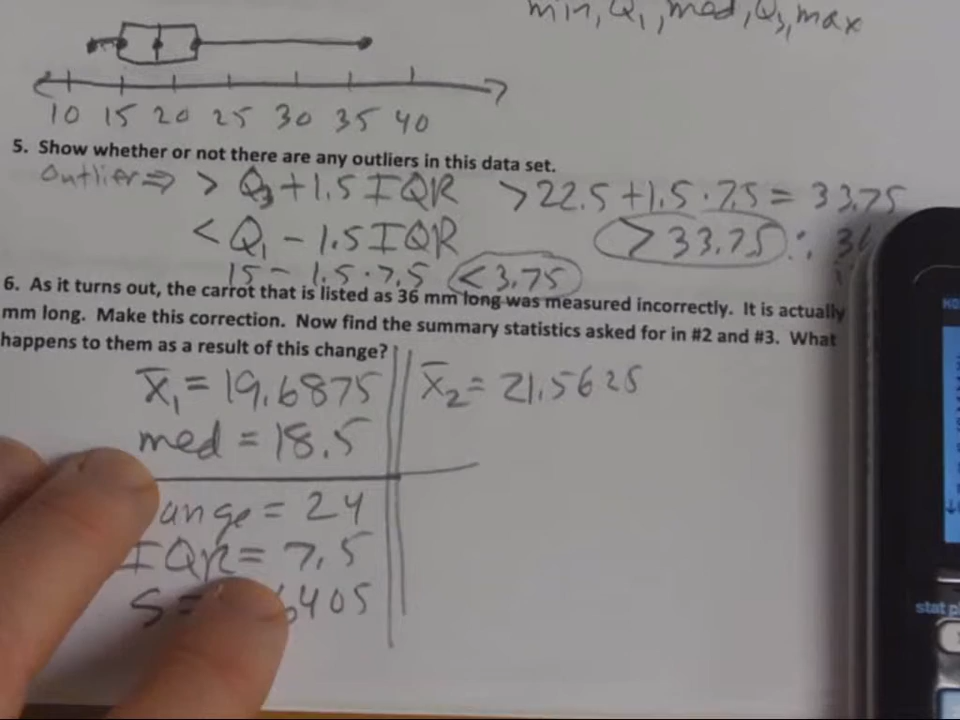 min, Q1, med, Q3, max
10 15 20 25 30 35 40
5. Show whether or not there are any outliers in this data set.
Outlier ⇒ > Q3 + 1.5 IQR > 22.5 + 1.5 · 7.5 = 33.75
< Q1 - 1.5 IQR > 33.75 ∴ 36
15 - 1.5 · 7.5 < 3.75
6. As it turns out, the carrot that is listed as 36 mm long was measured incorrectly. It is actually
mm long. Make this correction. Now find the summary statistics asked for in #2 and #3. What
happens to them as a result of this change?
x̄1 = 19.6875 x̄2 = 21.5625
med = 18.5
ange = 24
IQR = 7.5
S = 6405
stat pl